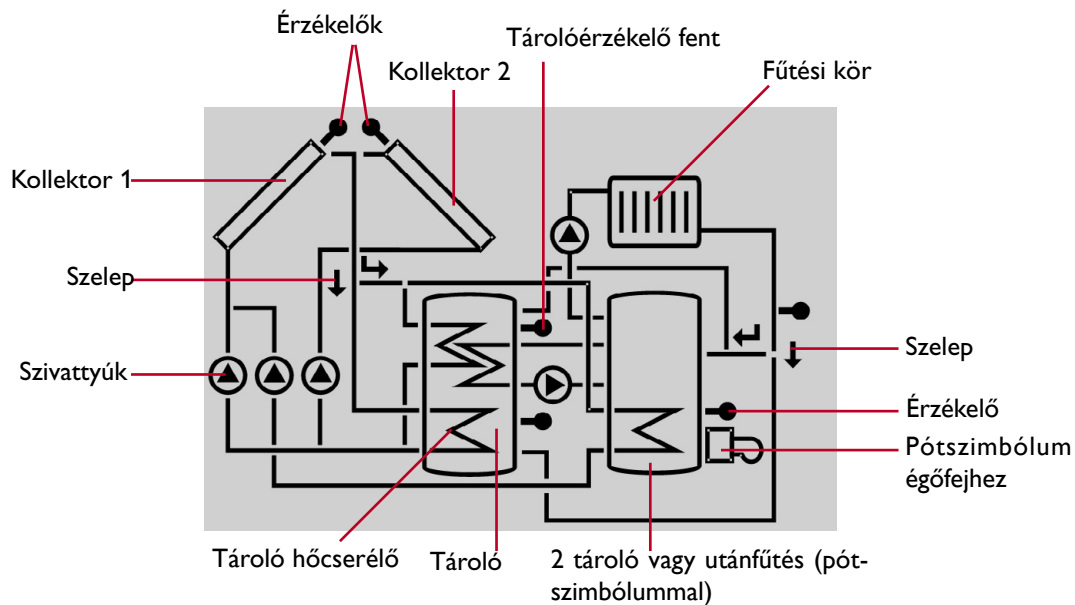 Érzékelők
Tárolóérzékelő fent
Kollektor 2
Fűtési kör
Kollektor 1
Szelep
Szelep
Szivattyúk
Érzékelő
Pótszimbólum
égőfejhez
Tároló hőcserélő
Tároló
2 tároló vagy utánfűtés (pót-
szimbólummal)